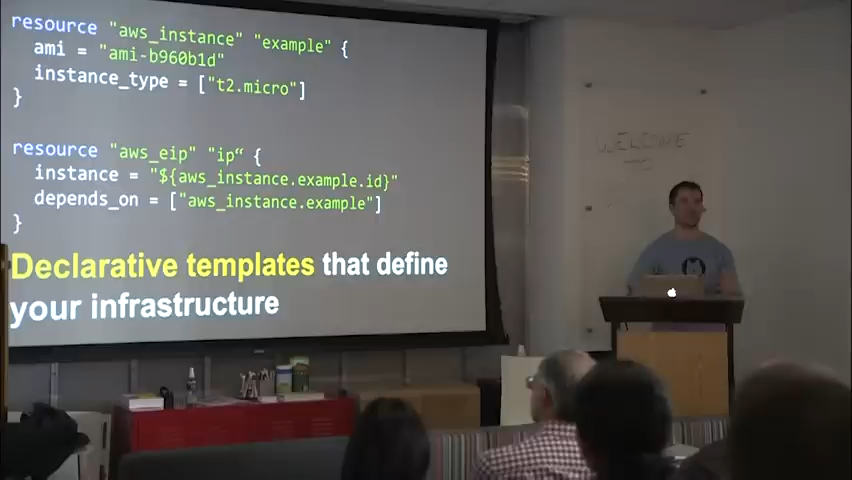 resource "aws_instance" "example" {
ami = "ami-b960b1d"
instance_type = ["t2.micro"]
}
resource "aws_eip" "ip“ {
instance = "${aws_instance.example.id}"
depends_on = ["aws_instance.example"]
}
Declarative templates that define
your infrastructure
WELCOME
TO